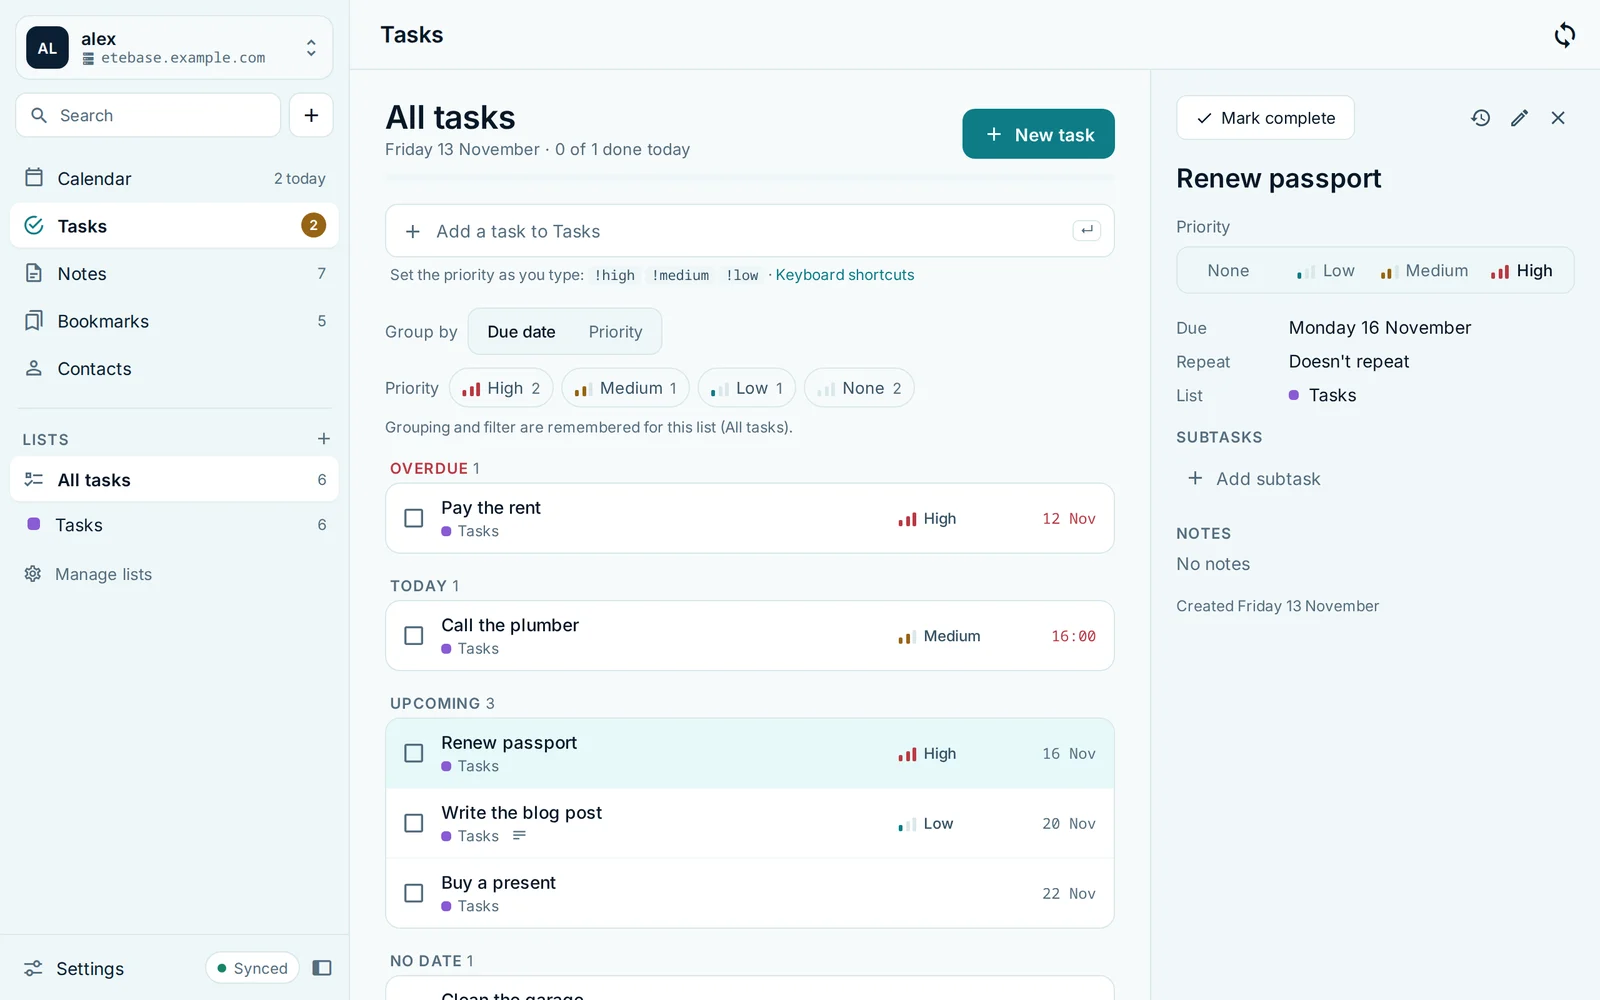 AL
alex
etebase.example.com
Search
Calendar 2 today
Tasks 2
Notes 7
Bookmarks 5
Contacts
LISTS
All tasks 6
Tasks 6
Manage lists
Settings
Synced
Tasks
All tasks
Friday 13 November · 0 of 1 done today
New task
Add a task to Tasks
Set the priority as you type: !high !medium !low · Keyboard shortcuts
Group by Due date Priority
Priority High 2 Medium 1 Low 1 None 2
Grouping and filter are remembered for this list (All tasks).
OVERDUE 1
Pay the rent
Tasks
High
12 Nov
TODAY 1
Call the plumber
Tasks
Medium
16:00
UPCOMING 3
Renew passport
Tasks
High
16 Nov
Write the blog post
Tasks
Low
20 Nov
Buy a present
Tasks
22 Nov
NO DATE 1
Clean the garage
Mark complete
Renew passport
Priority
None Low Medium High
Due Monday 16 November
Repeat Doesn't repeat
List Tasks
SUBTASKS
Add subtask
NOTES
No notes
Created Friday 13 November